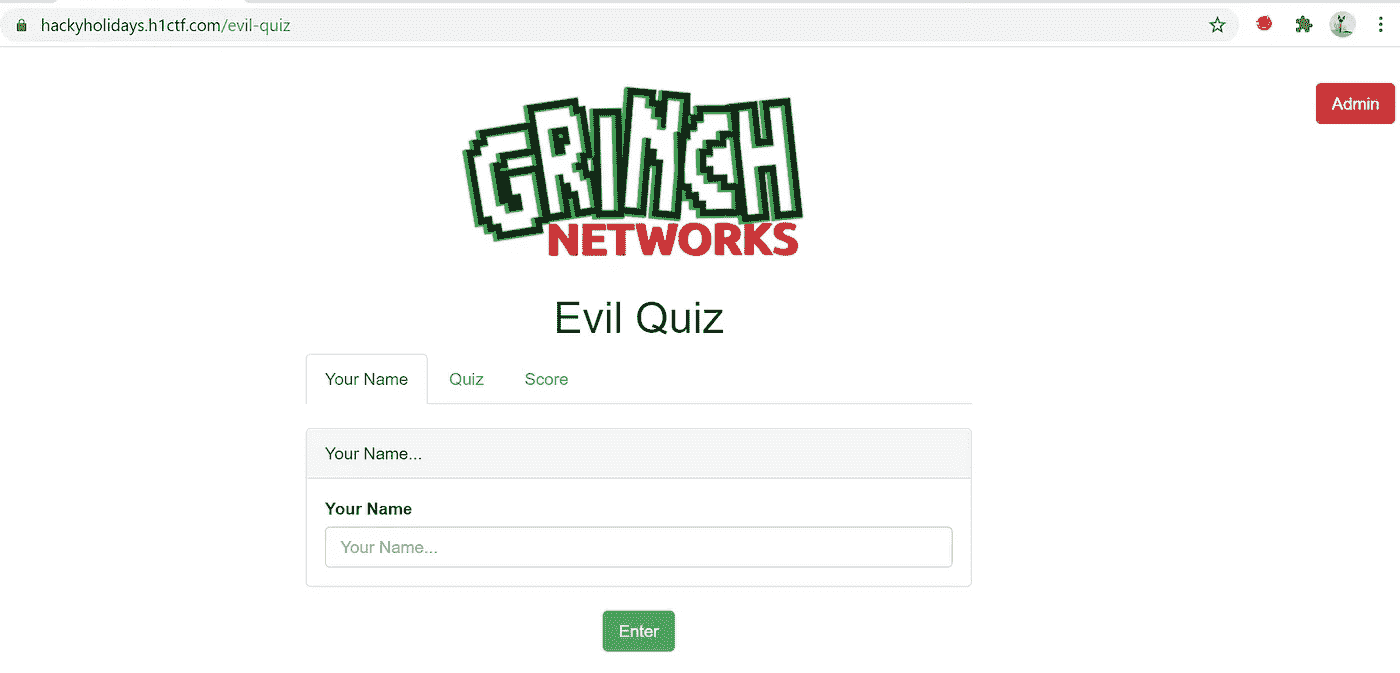 hackyholidays.h1ctf.com/evil-quiz
Admin
GRINCH
NETWORKS
Evil Quiz
Your Name Quiz Score
Your Name...
Your Name
Your Name...
Enter